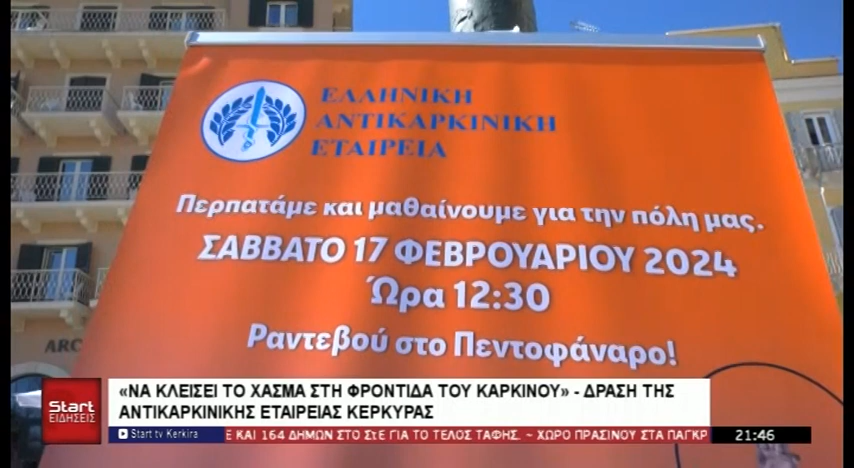 ΕΛΛΗΝΙΚΗ
ΑΝΤΙΚΑΡΚΙΝΙΚΗ
ΕΤΑΙΡΕΙΑ
Περπατάμε και μαθαίνουμε για την πόλη μας.
ΣΑΒΒΑΤΟ 17 ΦΕΒΡΟΥΑΡΙΟΥ 2024
Ώρα 12:30
Ραντεβού στο Πεντοφάναρο!
ARC
Start
ΕΙΔΗΣΕΙΣ
«ΝΑ ΚΛΕΙΣΕΙ ΤΟ ΧΑΣΜΑ ΣΤΗ ΦΡΟΝΤΙΔΑ ΤΟΥ ΚΑΡΚΙΝΟΥ» - ΔΡΑΣΗ ΤΗΣ
ΑΝΤΙΚΑΡΚΙΝΙΚΗΣ ΕΤΑΙΡΕΙΑΣ ΚΕΡΚΥΡΑΣ
Start tv Kerkira
Ε ΚΑΙ 164 ΔΗΜΩΝ ΣΤΟ ΣτΕ ΓΙΑ ΤΟ ΤΕΛΟΣ ΤΑΦΗΣ. ~ ΧΩΡΟ ΠΡΑΣΙΝΟΥ ΣΤΑ ΠΑΓΚΡ
21:46